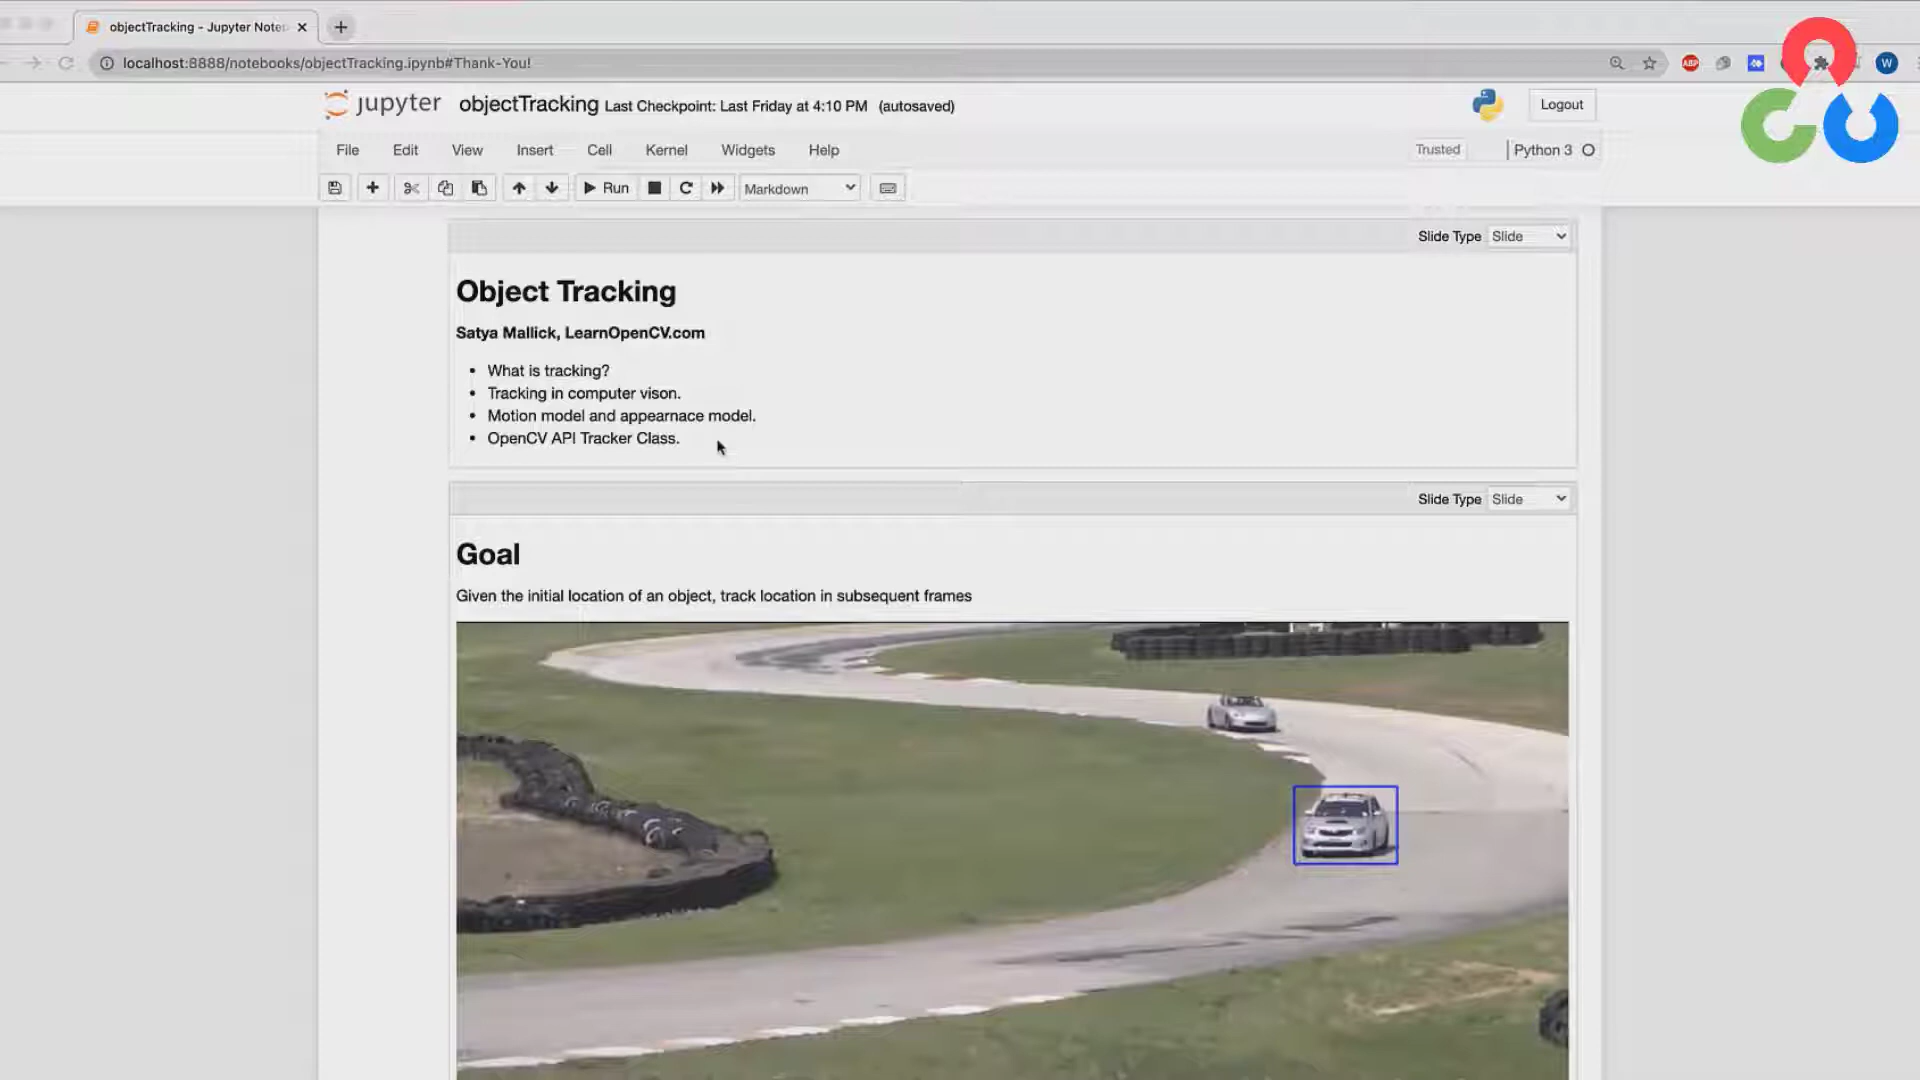 objectTracking - Jupyter Note
localhost:8888/notebooks/objectTracking.ipynb#Thank-You!
ABP
W
jupyter objectTracking Last Checkpoint: Last Friday at 4:10 PM (autosaved)
Logout
File Edit View Insert Cell Kernel Widgets Help
Trusted
Python 3
Run
Markdown
Slide Type Slide
Object Tracking
Satya Mallick, LearnOpenCV.com
What is tracking?
Tracking in computer vison.
Motion model and appearnace model.
OpenCV API Tracker Class.
Slide Type Slide
Goal
Given the initial location of an object, track location in subsequent frames